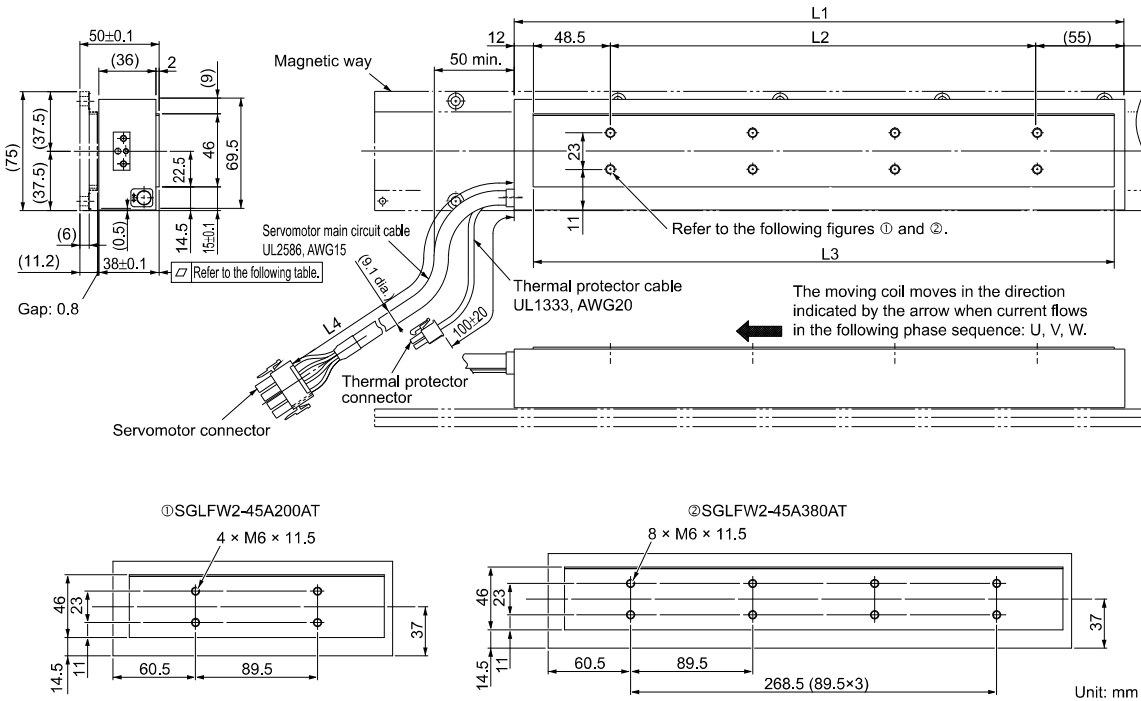 L1
50±0.1
12
48.5
L2
(55)
(36)
2
(9)
50 min.
Magnetic way
(75)
(37.5)
(37.5)
46
69.5
22.5
23
11
(6)
(0.5)
14.5
15±0.1
(11.2)
38±0.1
⏥ Refer to the following table.
Gap: 0.8
Servomotor main circuit cable
UL2586, AWG15
(9.1 dia.)
L4
Refer to the following figures ① and ②.
L3
Thermal protector cable
UL1333, AWG20
100±20
The moving coil moves in the direction
indicated by the arrow when current flows
in the following phase sequence: U, V, W.
Thermal protector
connector
Servomotor connector
①SGLFW2-45A200AT
4 × M6 × 11.5
46
23
11
14.5
60.5
89.5
37
②SGLFW2-45A380AT
8 × M6 × 11.5
46
23
11
14.5
60.5
89.5
268.5 (89.5×3)
37
Unit: mm